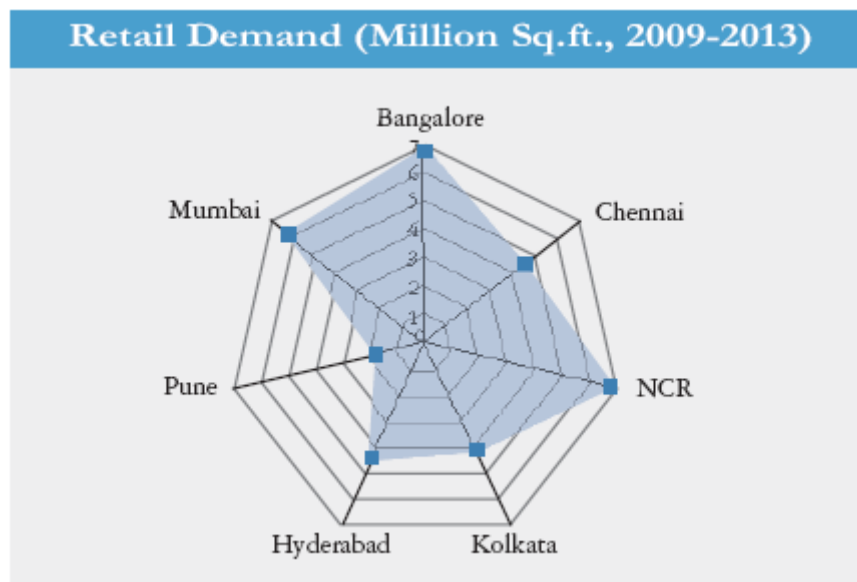 Retail Demand (Million Sq.ft., 2009-2013)
Bangalore
7
6
Mumbai
Chennai
5
4
3
2
1
0
Pune
NCR
Hyderabad
Kolkata